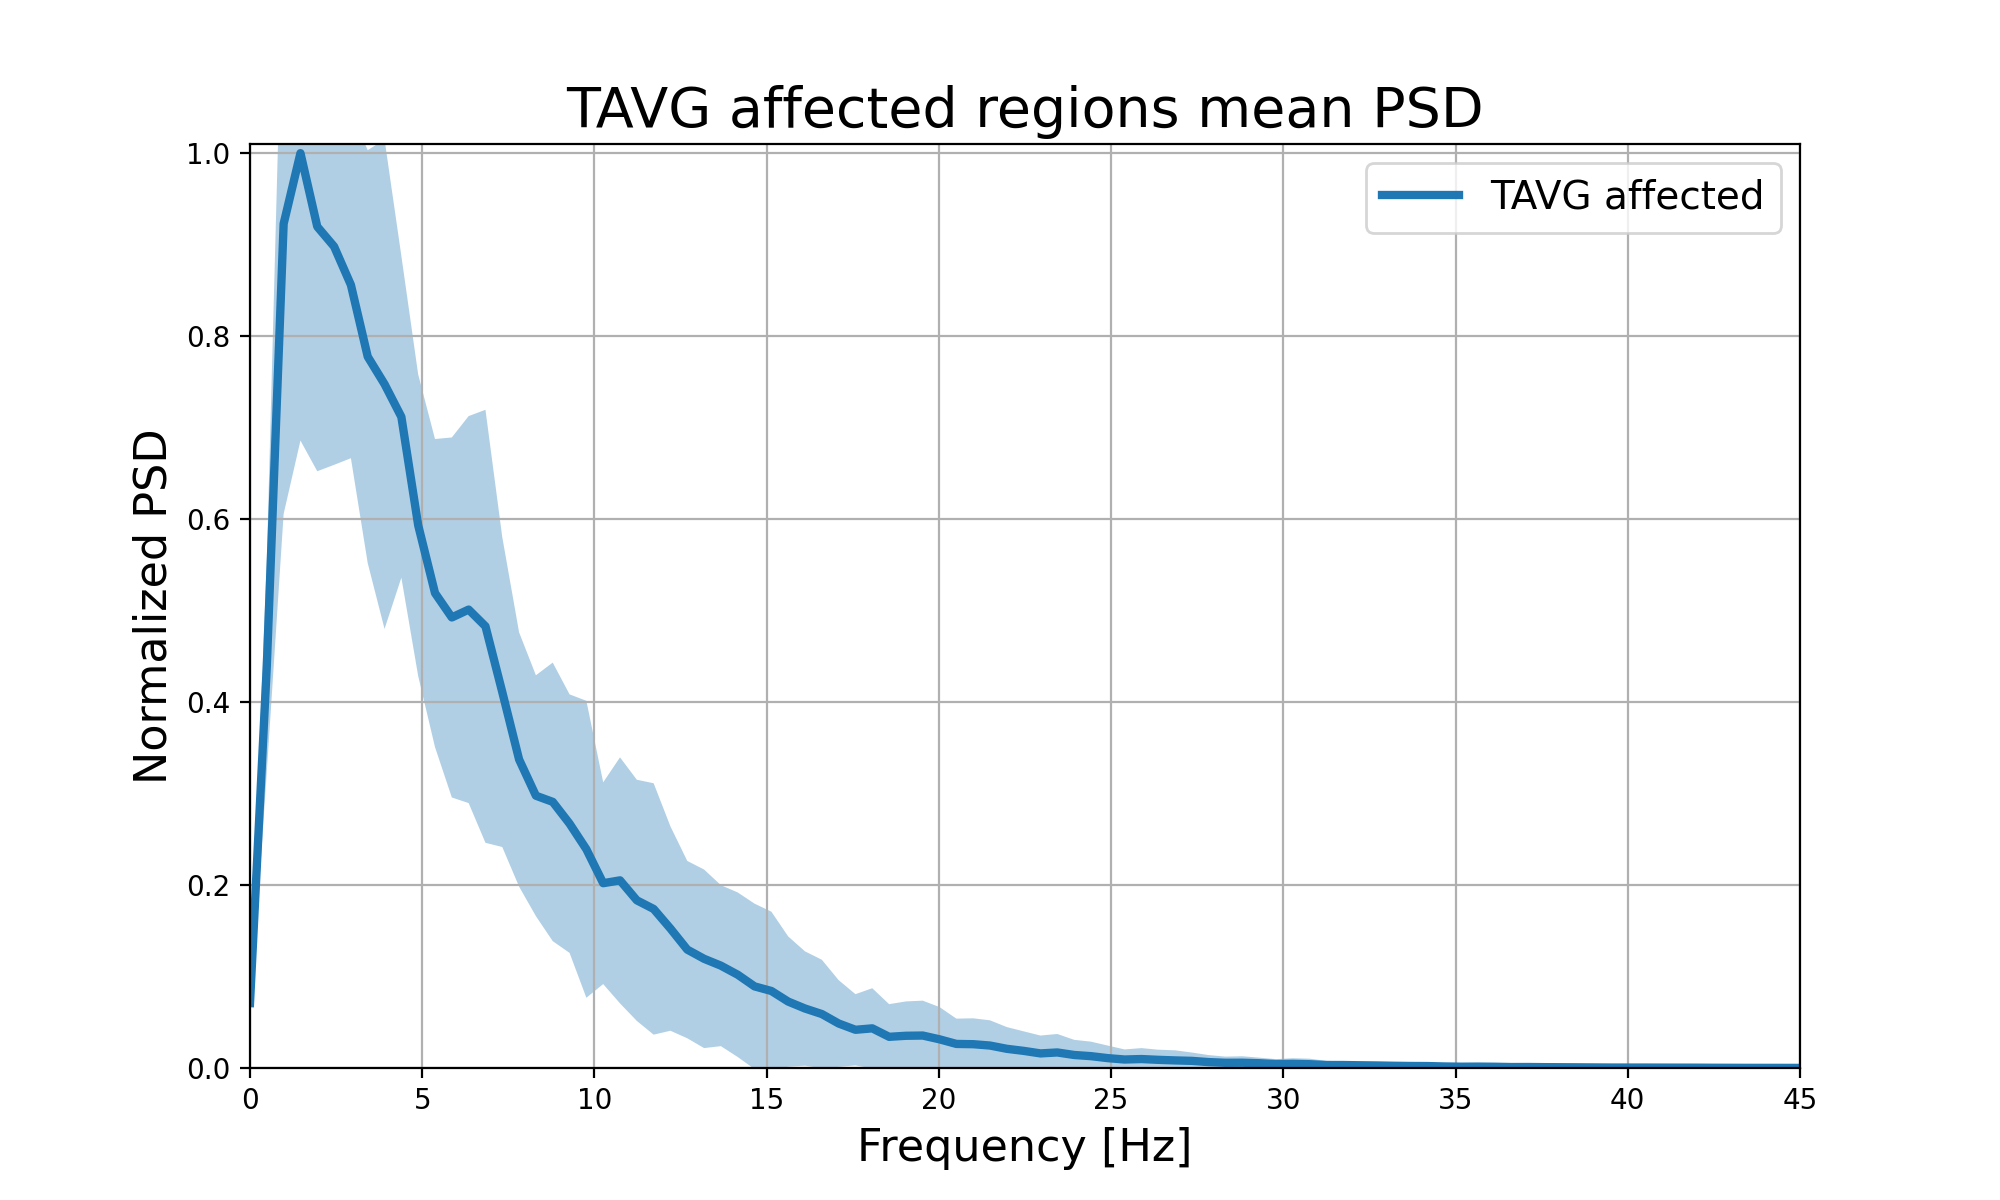 TAVG affected regions mean PSD
TAVG affected
Normalized PSD
1.0
0.8
0.6
0.4
0.2
0.0
0 5 10 15 20 25 30 35 40 45
Frequency [Hz]